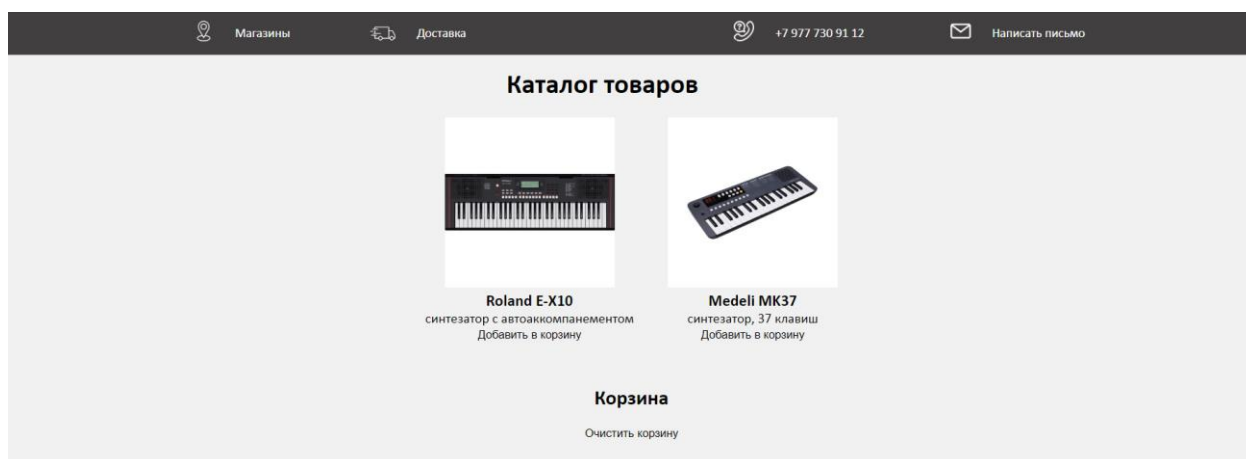 Магазины Доставка +7 977 730 91 12 Написать письмо
Каталог товаров
Roland E-X10
синтезатор с автоаккомпанементом
Добавить в корзину
Medeli MK37
синтезатор, 37 клавиш
Добавить в корзину
Корзина
Очистить корзину